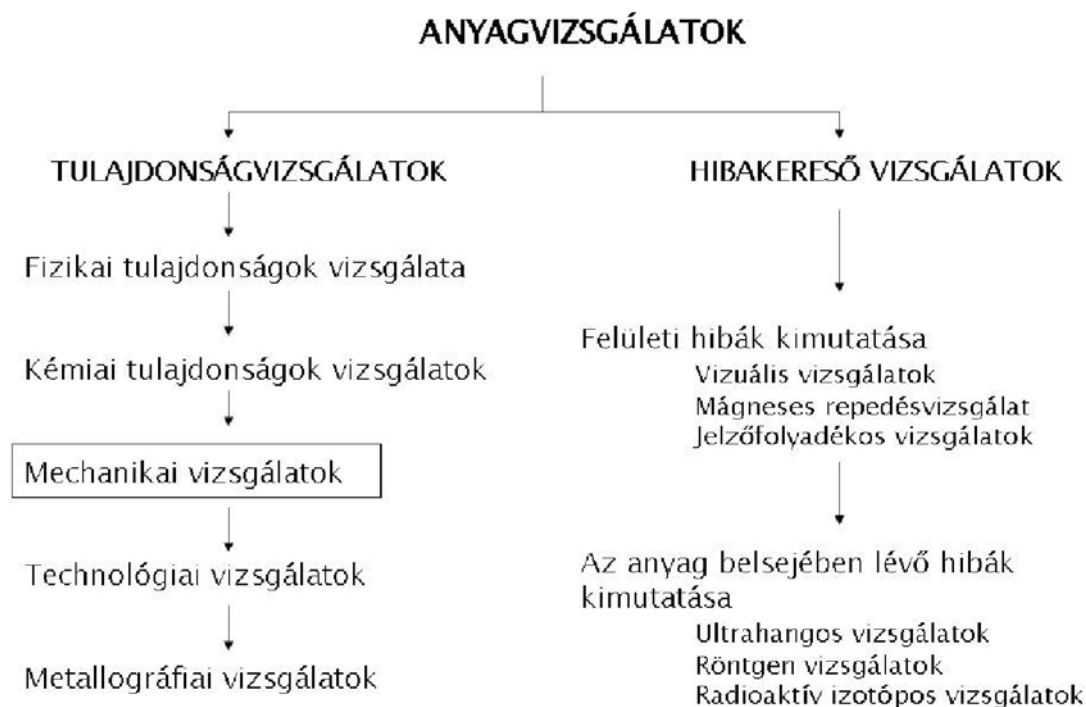 ANYAGVIZSGÁLATOK
TULAJDONSÁGVIZSGÁLATOK
Fizikai tulajdonságok vizsgálata
Kémiai tulajdonságok vizsgálatok
Mechanikai vizsgálatok
Technológiai vizsgálatok
Metallográfiai vizsgálatok
HIBAKERESŐ VIZSGÁLATOK
Felületi hibák kimutatása
Vizuális vizsgálatok
Mágneses repedésvizsgálat
Jelzőfolyadékos vizsgálatok
Az anyag belsejében lévő hibák
kimutatása
Ultrahangos vizsgálatok
Röntgen vizsgálatok
Radioaktív izotópos vizsgálatok